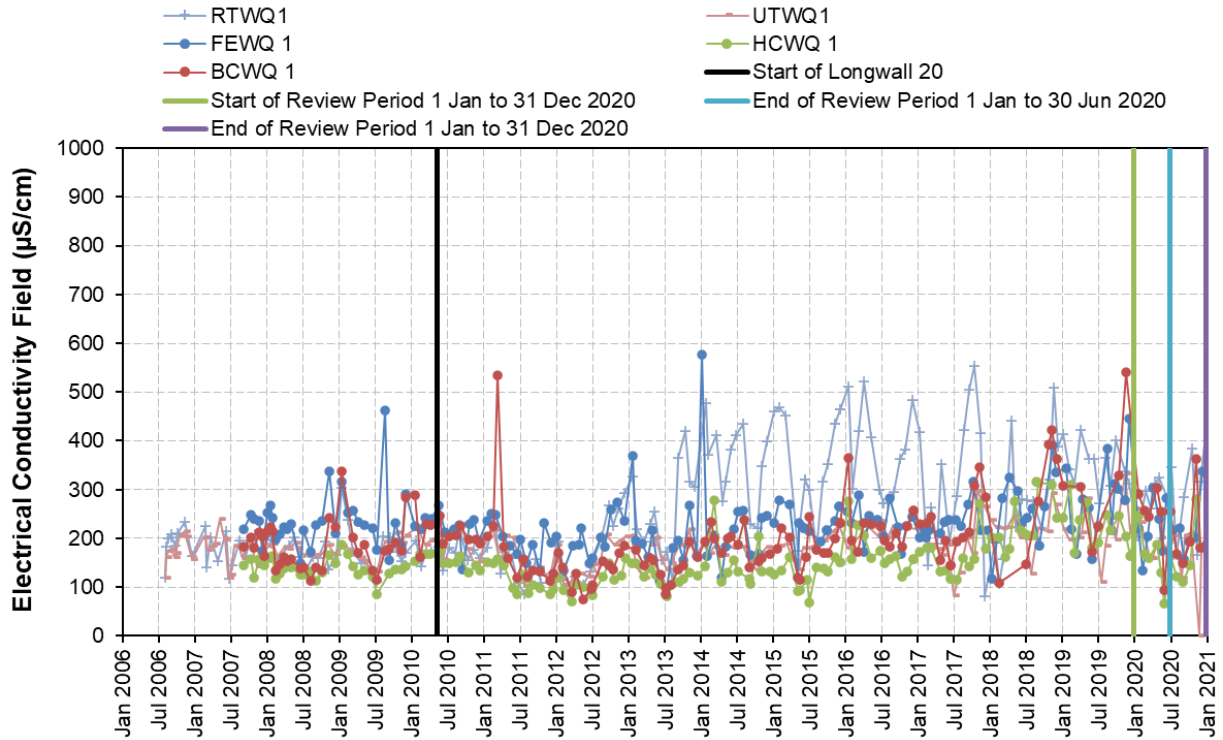 RTWQ1 UTWQ1
FEWQ 1 HCWQ 1
BCWQ 1 Start of Longwall 20
Start of Review Period 1 Jan to 31 Dec 2020 End of Review Period 1 Jan to 30 Jun 2020
End of Review Period 1 Jan to 31 Dec 2020
Electrical Conductivity Field (µS/cm)
1000
900
800
700
600
500
400
300
200
100
0
Jan 2006
Jul 2006
Jan 2007
Jul 2007
Jan 2008
Jul 2008
Jan 2009
Jul 2009
Jan 2010
Jul 2010
Jan 2011
Jul 2011
Jan 2012
Jul 2012
Jan 2013
Jul 2013
Jan 2014
Jul 2014
Jan 2015
Jul 2015
Jan 2016
Jul 2016
Jan 2017
Jul 2017
Jan 2018
Jul 2018
Jan 2019
Jul 2019
Jan 2020
Jul 2020
Jan 2021